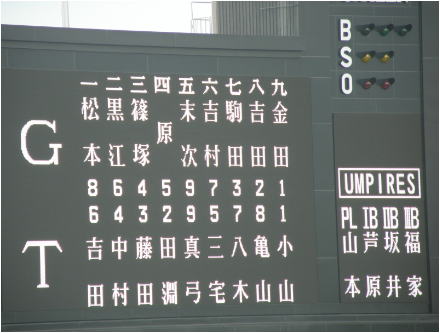 B
S
O
一 二 三 四 五 六 七 八 九
G
松本
黒江
篠塚
原
末次
吉村
駒田
吉田
金田
8 6 4 5 9 7 3 2 1
T
6 4 3 2 9 5 7 8 1
吉田
中村
藤田
田淵
真弓
三宅
八木
亀山
小山
UMPIRES
PL IB IIB IIIB
山本
芦原
坂井
福家